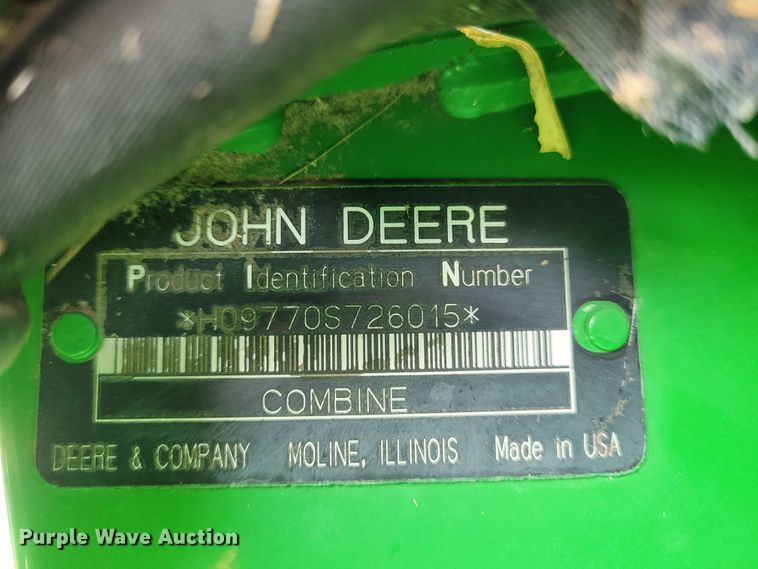 JOHN DEERE
Product Identification Number
*H09770S726015*
COMBINE
DEERE & COMPANY MOLINE, ILLINOIS Made in USA
Purple Wave Auction